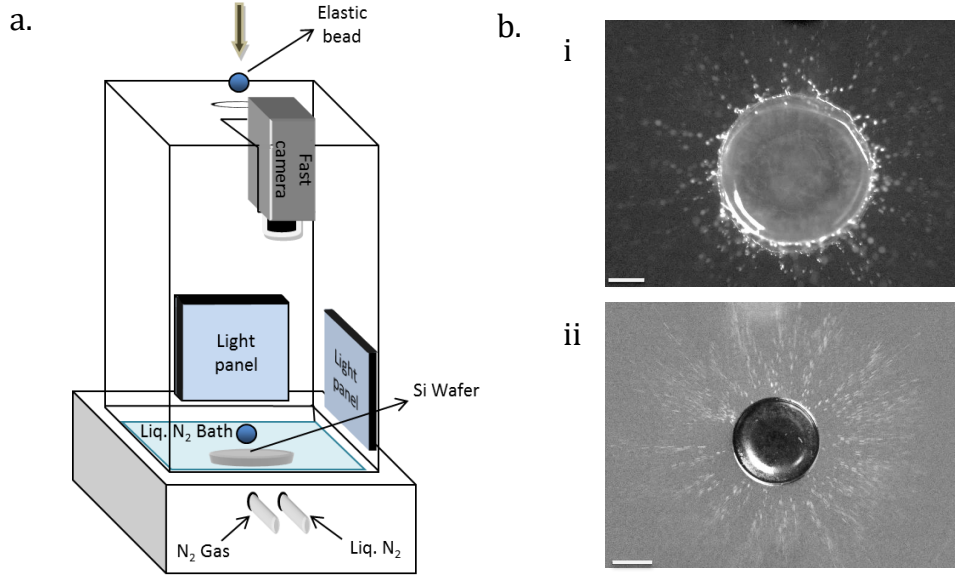 a.
Elastic
bead
Fast
camera
Light
panel
Light
panel
Si Wafer
Liq. N₂ Bath
N₂ Gas
Liq. N₂
b.
i
ii